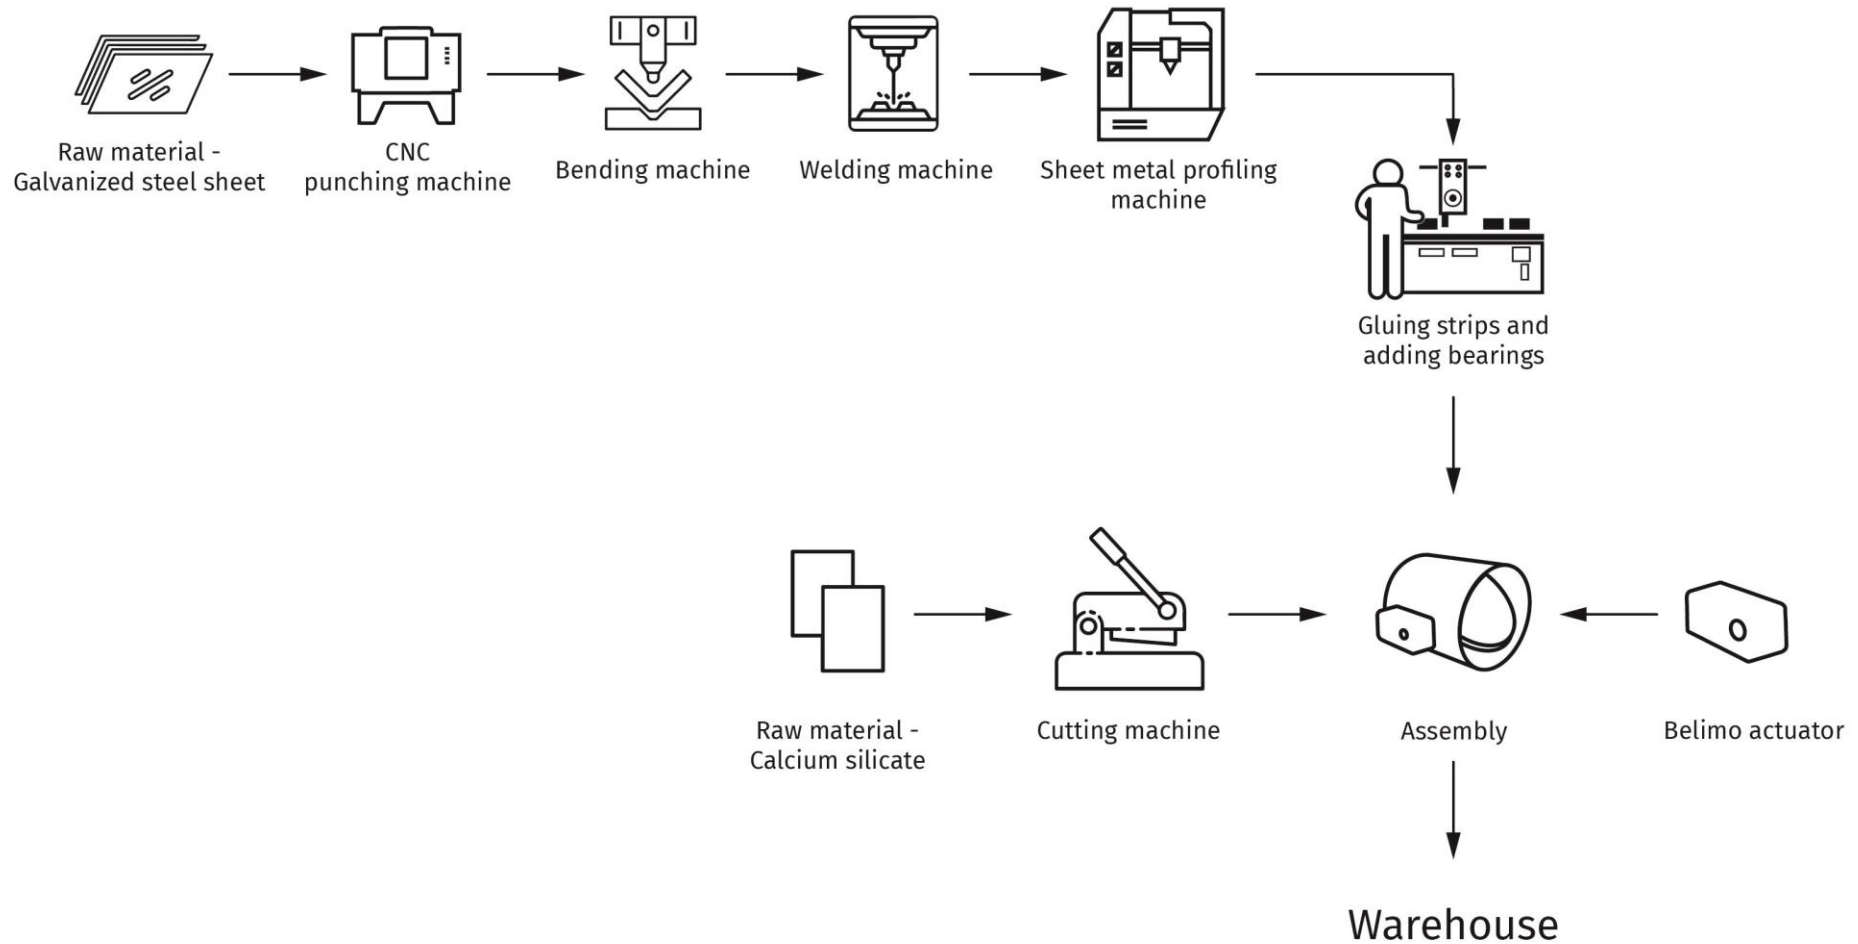 Raw material -
Galvanized steel sheet
CNC
punching machine
Bending machine
Welding machine
Sheet metal profiling
machine
Gluing strips and
adding bearings
Raw material -
Calcium silicate
Cutting machine
Assembly
Belimo actuator
Warehouse